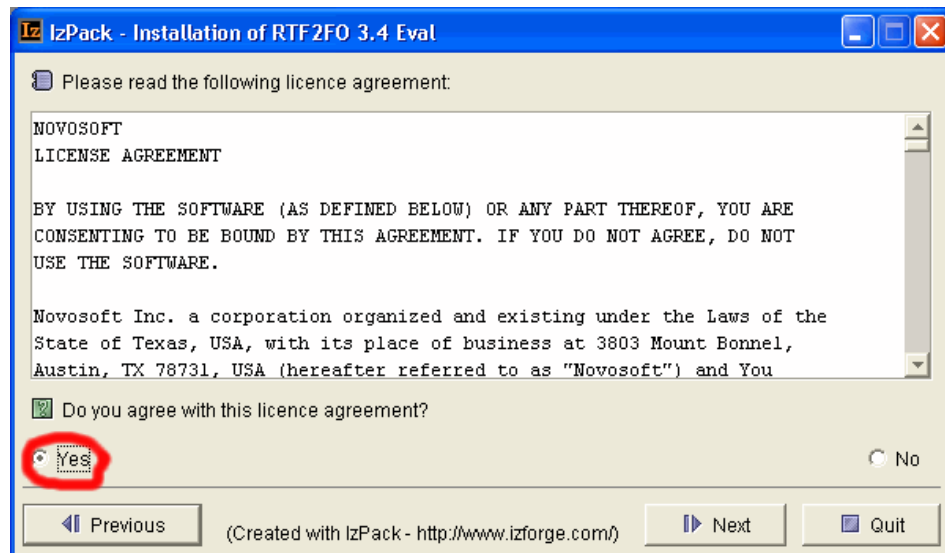 Iz IzPack - Installation of RTF2FO 3.4 Eval
Please read the following licence agreement:
NOVOSOFT
LICENSE AGREEMENT
BY USING THE SOFTWARE (AS DEFINED BELOW) OR ANY PART THEREOF, YOU ARE
CONSENTING TO BE BOUND BY THIS AGREEMENT. IF YOU DO NOT AGREE, DO NOT
USE THE SOFTWARE.
Novosoft Inc. a corporation organized and existing under the Laws of the
State of Texas, USA, with its place of business at 3803 Mount Bonnel,
Austin, TX 78731, USA (hereafter referred to as "Novosoft") and You
Do you agree with this licence agreement?
Yes No
Previous (Created with IzPack - http://www.izforge.com/) Next Quit